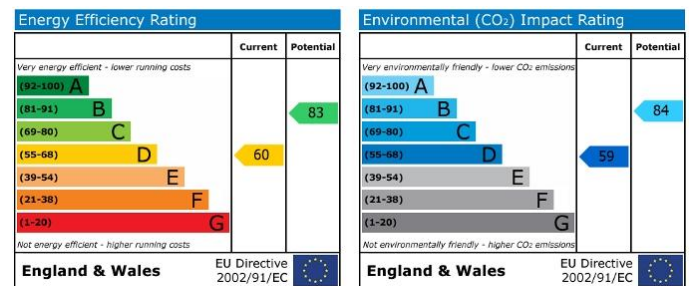 Energy Efficiency Rating
Current Potential
Very energy efficient - lower running costs
(92-100) A
(81-91) B
83
(69-80) C
(55-68) D
60
(39-54) E
(21-38) F
(1-20) G
Not energy efficient - higher running costs
England & Wales
EU Directive
2002/91/EC
Environmental (CO₂) Impact Rating
Current Potential
Very environmentally friendly - lower CO2 emissions
(92-100) A
(81-91) B
84
(69-80) C
(55-68) D
59
(39-54) E
(21-38) F
(1-20) G
Not environmentally friendly - higher CO2 emissions
England & Wales
EU Directive
2002/91/EC